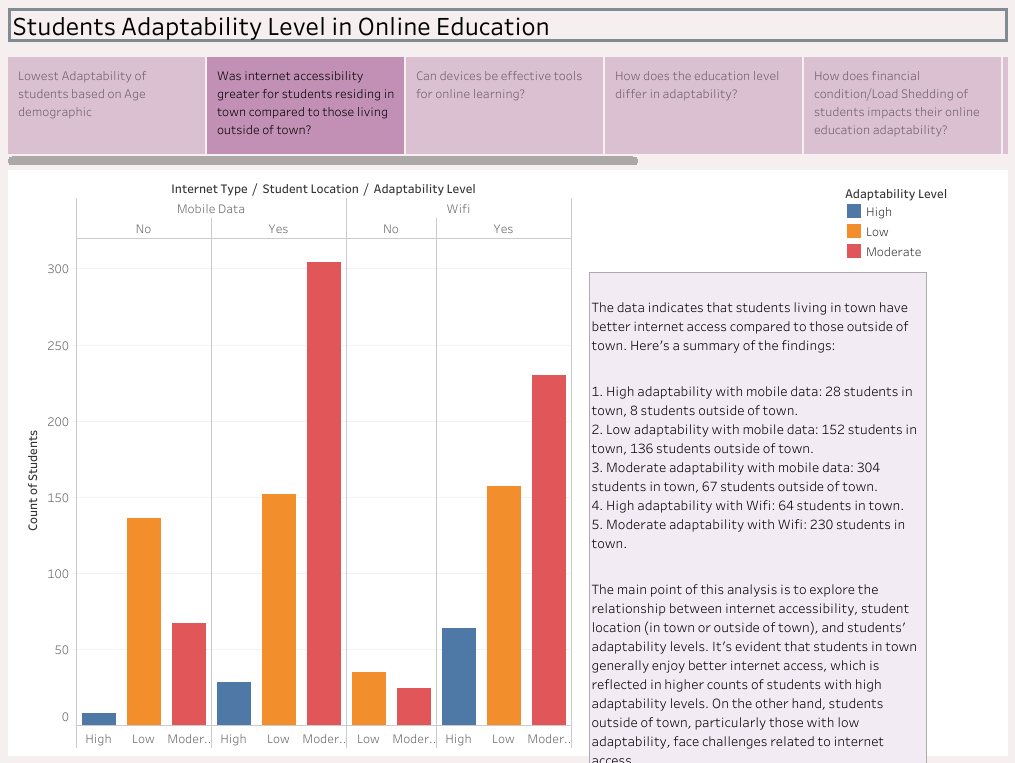 Students Adaptability Level in Online Education
Lowest Adaptability of
students based on Age
demographic
Was internet accessibility
greater for students residing in
town compared to those living
outside of town?
Can devices be effective tools
for online learning?
How does the education level
differ in adaptability?
How does financial
condition/Load Shedding of
students impacts their online
education adaptability?
Internet Type / Student Location / Adaptability Level
Mobile Data
Wifi
No
Yes
No
Yes
Count of Students
300
250
200
150
100
50
0
High
Low
Moder..
High
Low
Moder..
Low
Moder..
High
Low
Moder..
Adaptability Level
High
Low
Moderate
The data indicates that students living in town have
better internet access compared to those outside of
town. Here's a summary of the findings:
1. High adaptability with mobile data: 28 students in
town, 8 students outside of town.
2. Low adaptability with mobile data: 152 students in
town, 136 students outside of town.
3. Moderate adaptability with mobile data: 304
students in town, 67 students outside of town.
4. High adaptability with Wifi: 64 students in town.
5. Moderate adaptability with Wifi: 230 students in
town.
The main point of this analysis is to explore the
relationship between internet accessibility, student
location (in town or outside of town), and students'
adaptability levels. It's evident that students in town
generally enjoy better internet access, which is
reflected in higher counts of students with high
adaptability levels. On the other hand, students
outside of town, particularly those with low
adaptability, face challenges related to internet
access.